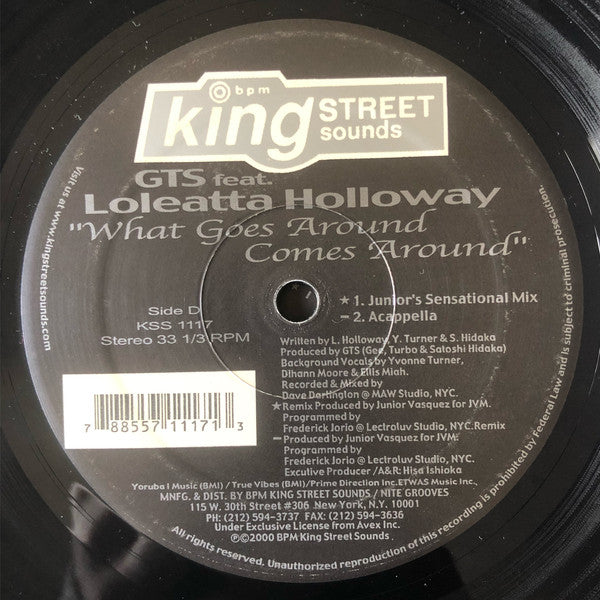 bpm
king STREET
sounds
GTS feat.
Loleatta Holloway
"What Goes Around
Comes Around"
Side D
KSS 1117
Stereo 33 1/3 RPM
★ 1. Junior's Sensational Mix
– 2. Acappella
Written by L. Holloway, Y. Turner & S. Hidaka
Produced by GTS (Gee, Turbo & Satoshi Hidaka)
Background Vocals by Yvonne Turner,
Dihann Moore & Ellis Miah.
Recorded & Mixed by
Dave Darlington @ MAW Studio, NYC.
★Remix Produced by Junior Vasquez for JVM.
Programmed by
Frederick Jorio @ Lectroluv Studio, NYC.Remix
–Produced by Junior Vasquez for JVM.
Programmed by
Frederick Jorio @ Lectroluv Studio, NYC.
Excutive Producer /A&R: Hisa Ishioka
7 88557 11171 3
Yoruba I Music (BMI) / True Vibes (BMI)/Prime Direction Inc.ETWAS Music Inc.
MNFG. & DIST. BY BPM KING STREET SOUNDS / NITE GROOVES
115 W. 30th Street #306 New York, N.Y. 10001
PH: (212) 594-3737 FAX: (212) 594-3636
Under Exclusive License from Avex Inc.
℗©2000 BPM King Street Sounds
Visit us at www.kingstreetsounds.com
All rights reserved. Unauthorized reproduction of this recording is prohibited by Federal Law and is subject to criminal prosecution.